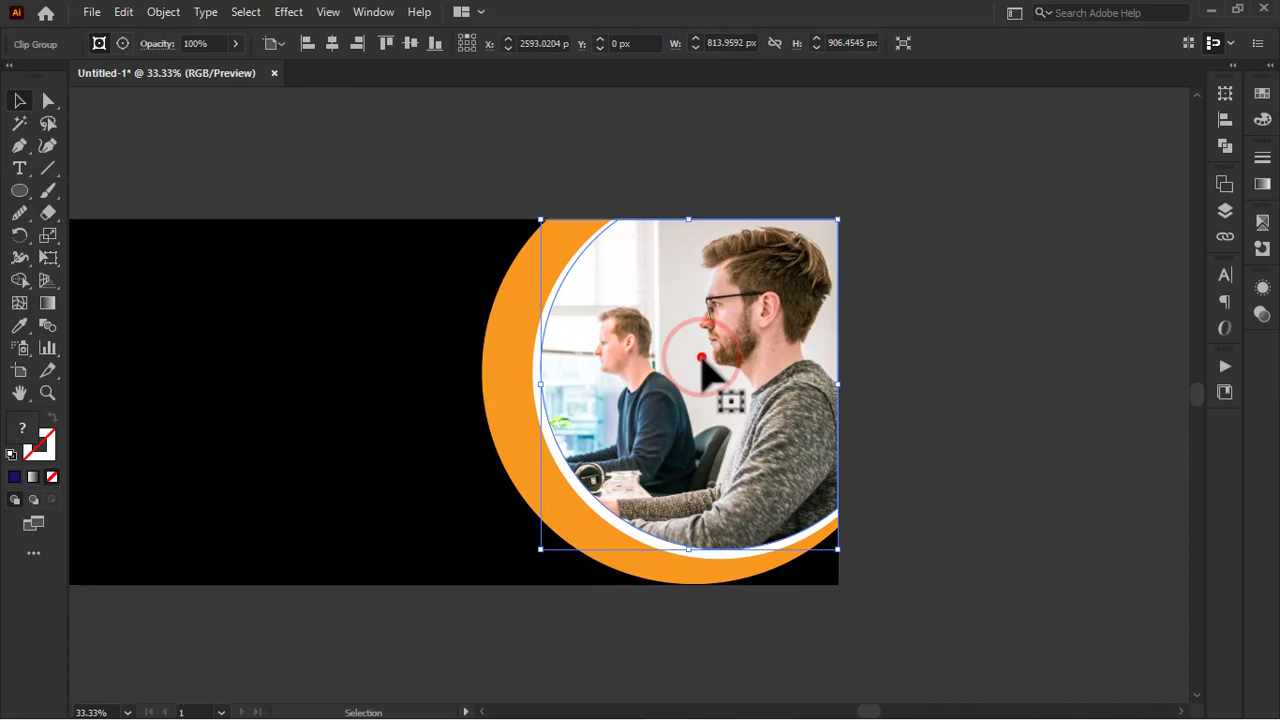 Ai File Edit Object Type Select Effect View Window Help Search Adobe Help
Clip Group Opacity: 100% X: 2593.0204 p Y: 0 px W: 813.9592 px H: 906.4545 px
Untitled-1* @ 33.33% (RGB/Preview) ×
T
A
?
33.33% 1 Selection